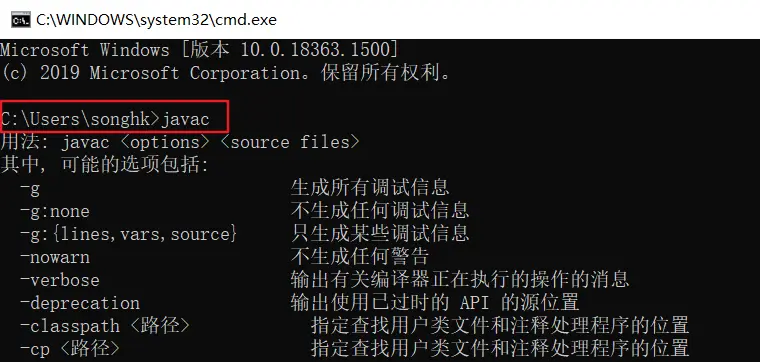 C:\WINDOWS\system32\cmd.exe
Microsoft Windows [版本 10.0.18363.1500]
(c) 2019 Microsoft Corporation。保留所有权利。
C:\Users\songhk>javac
用法: javac <options> <source files>
其中, 可能的选项包括:
-g 生成所有调试信息
-g:none 不生成任何调试信息
-g:{lines,vars,source} 只生成某些调试信息
-nowarn 不生成任何警告
-verbose 输出有关编译器正在执行的操作的消息
-deprecation 输出使用已过时的 API 的源位置
-classpath <路径> 指定查找用户类文件和注释处理程序的位置
-cp <路径> 指定查找用户类文件和注释处理程序的位置